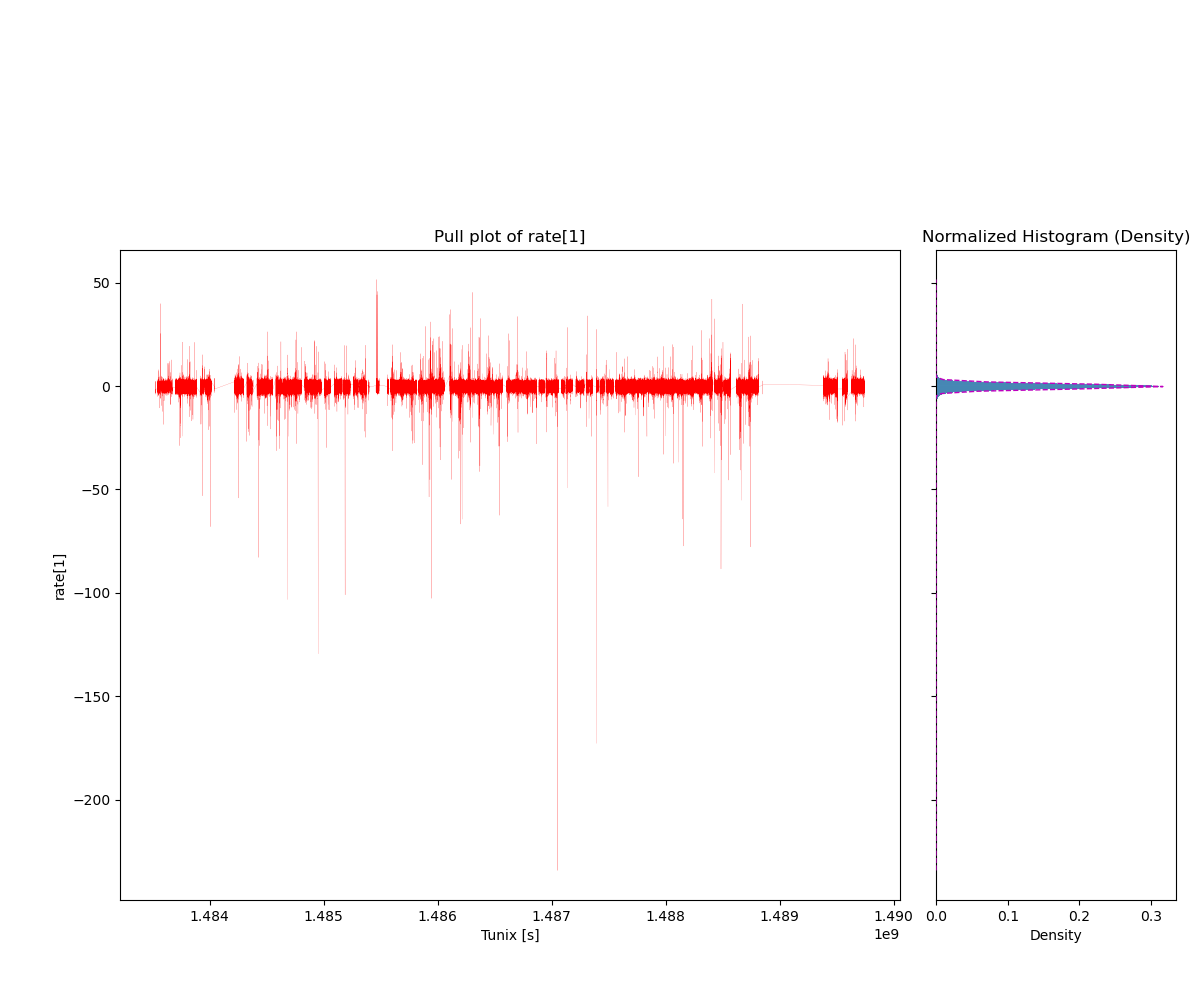 Pull plot of rate[1]
Normalized Histogram (Density)
50
0
−50
−100
−150
−200
rate[1]
1.484
1.485
1.486
1.487
1.488
1.489
1.490
1e9
Tunix [s]
0.0
0.1
0.2
0.3
Density